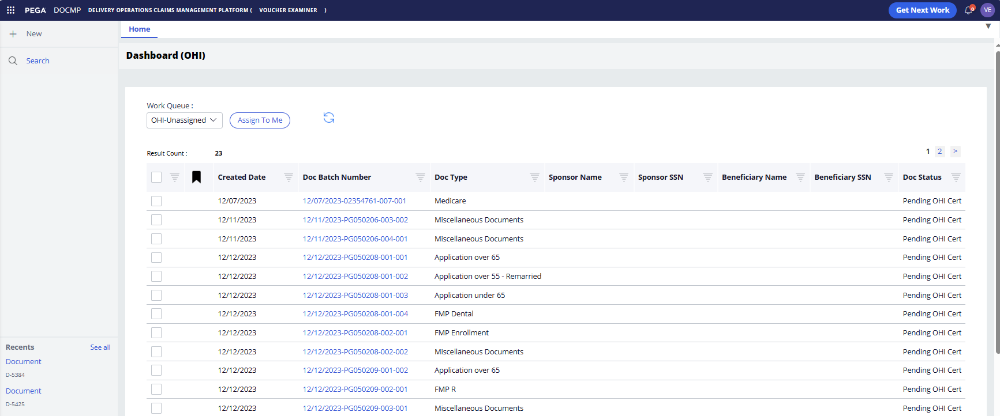 PEGA DOCMP DELIVERY OPERATIONS CLAIMS MANAGEMENT PLATFORM ( VOUCHER EXAMINER ) Get Next Work 0 VE
New
Search
Home
Dashboard (OHI)
Work Queue :
OHI-Unassigned Assign To Me
Result Count : 23 1 2 >
Created Date Doc Batch Number Doc Type Sponsor Name Sponsor SSN Beneficiary Name Beneficiary SSN Doc Status
12/07/2023 12/07/2023-02354761-007-001 Medicare Pending OHI Cert
12/11/2023 12/11/2023-PG050206-003-002 Miscellaneous Documents Pending OHI Cert
12/11/2023 12/11/2023-PG050206-004-001 Miscellaneous Documents Pending OHI Cert
12/12/2023 12/12/2023-PG050208-001-001 Application over 65 Pending OHI Cert
12/12/2023 12/12/2023-PG050208-001-002 Application over 55 - Remarried Pending OHI Cert
12/12/2023 12/12/2023-PG050208-001-003 Application under 65 Pending OHI Cert
12/12/2023 12/12/2023-PG050208-001-004 FMP Dental Pending OHI Cert
12/12/2023 12/12/2023-PG050208-002-001 FMP Enrollment Pending OHI Cert
12/12/2023 12/12/2023-PG050208-002-002 Miscellaneous Documents Pending OHI Cert
12/12/2023 12/12/2023-PG050209-001-002 Application over 65 Pending OHI Cert
12/12/2023 12/12/2023-PG050209-002-001 FMP R Pending OHI Cert
12/12/2023 12/12/2023-PG050209-003-001 Miscellaneous Documents Pending OHI Cert
Recents See all
Document
D-5384
Document
D-5425